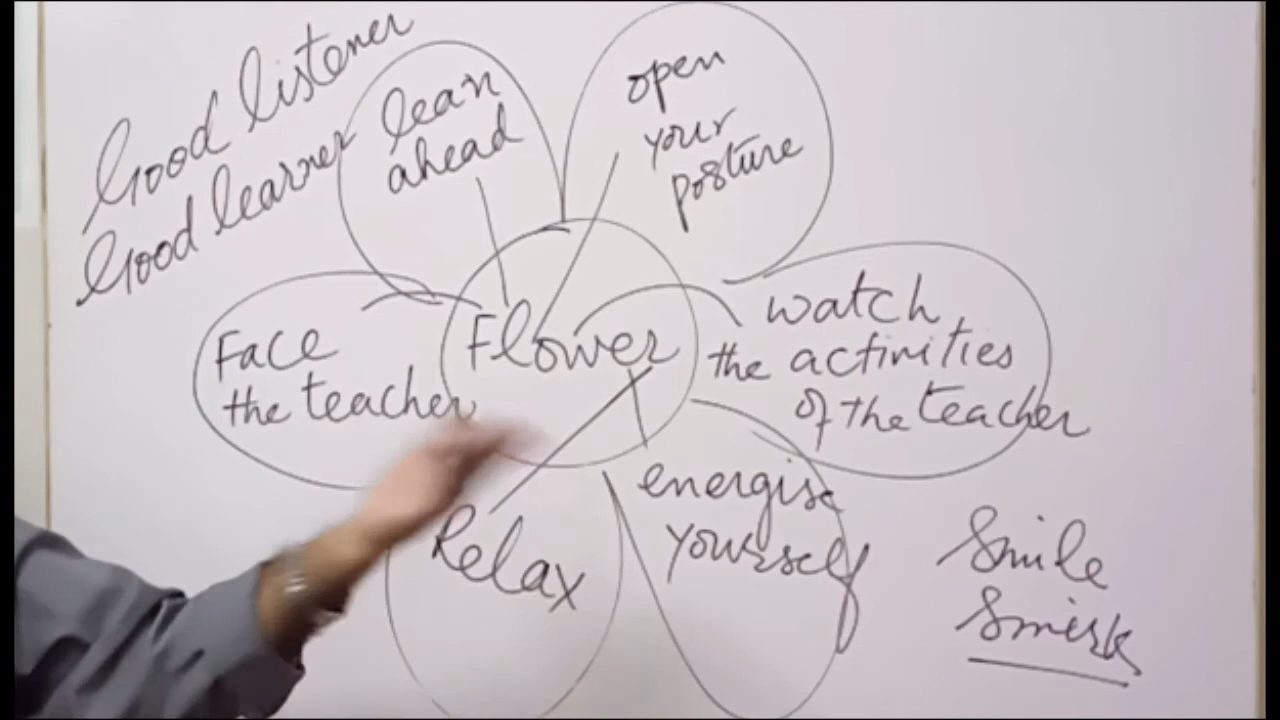 Good listener
Good learner
lean
ahead
open
your
posture
Face
the teacher
Flower
watch
the activities
of the teacher
Relax
energise
yourself
Smile
Smirk